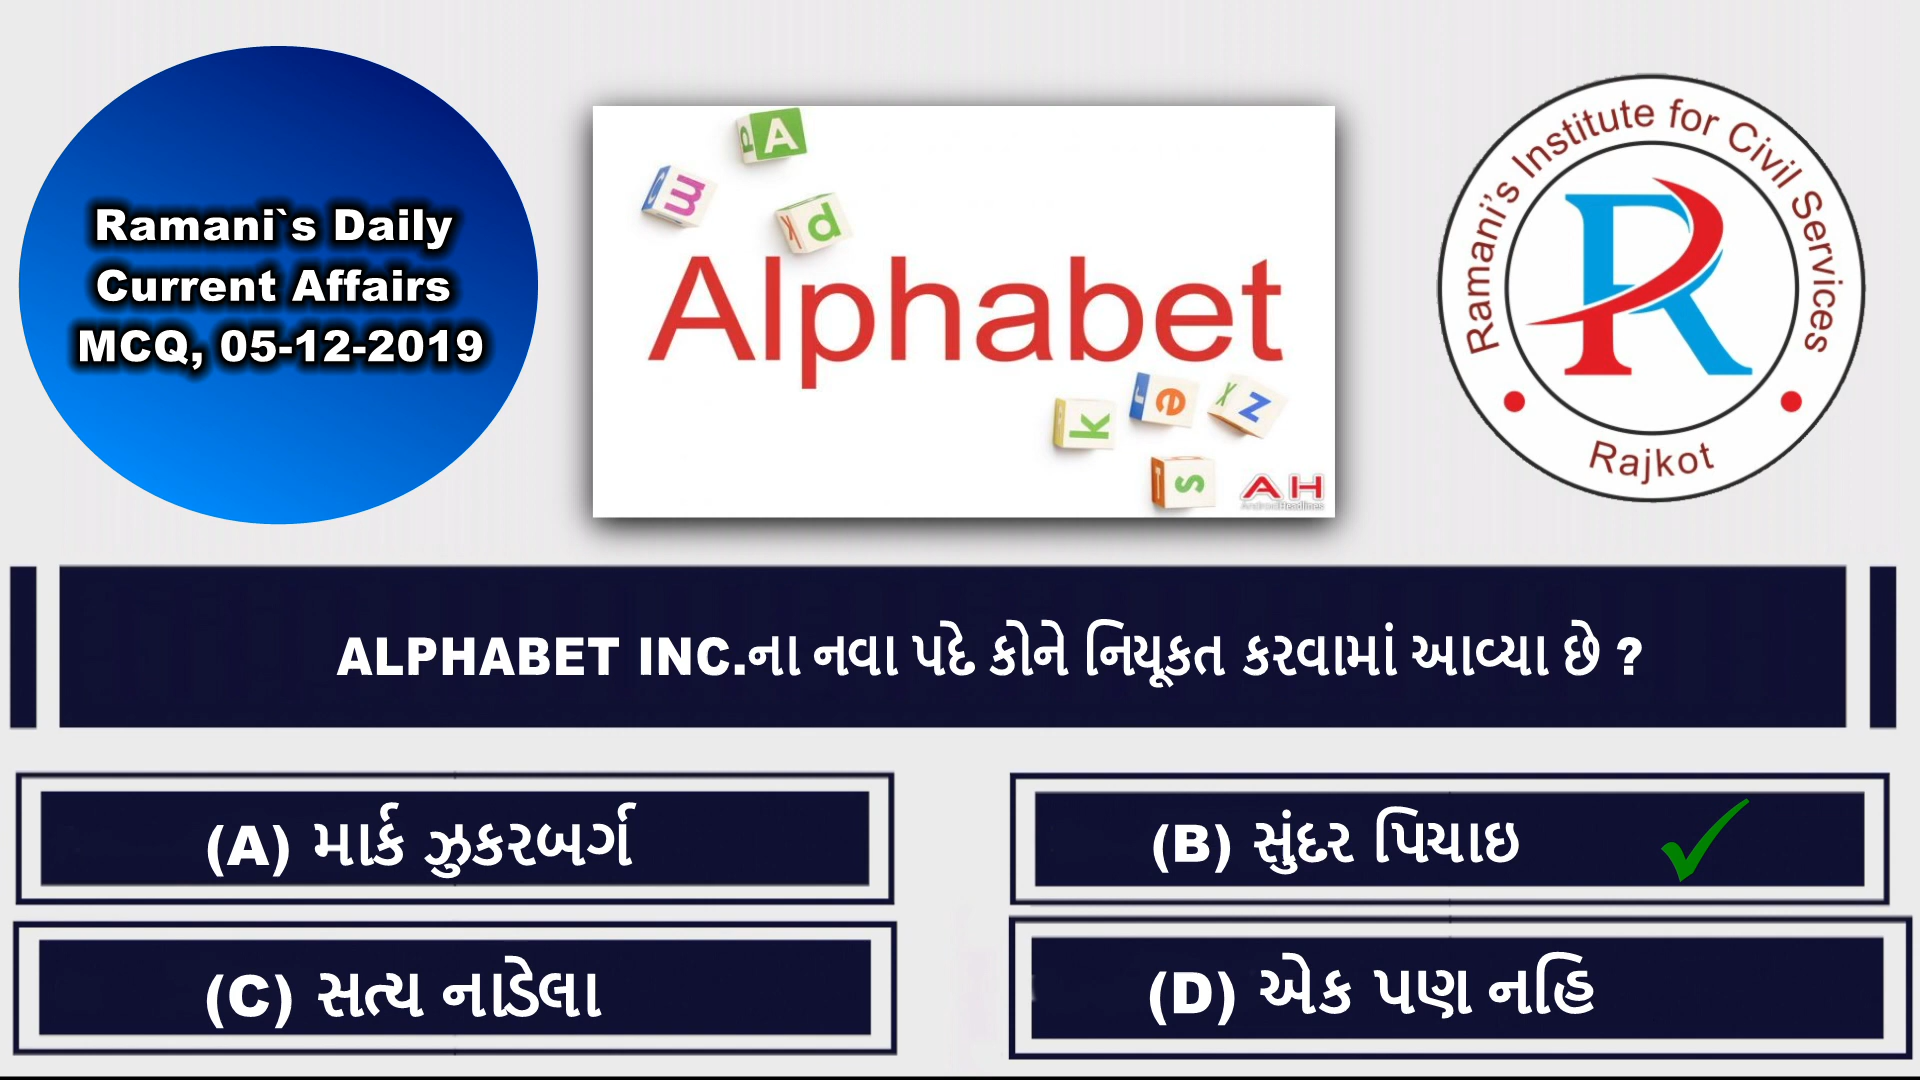 Ramani`s Daily
Current Affairs
MCQ, 05-12-2019
A
m
d
Alphabet
k
e
z
s
AH
AndroidHeadlines
Ramani's Institute for Civil Services
R
Rajkot
ALPHABET INC.ના નવા પદે કોને નિયૂકત કરવામાં આવ્યા છે ?
(A) માર્ક ઝુકરબર્ગ
(B) સુંદર પિચાઇ
(C) સત્ય નાડેલા
(D) એક પણ નહિ